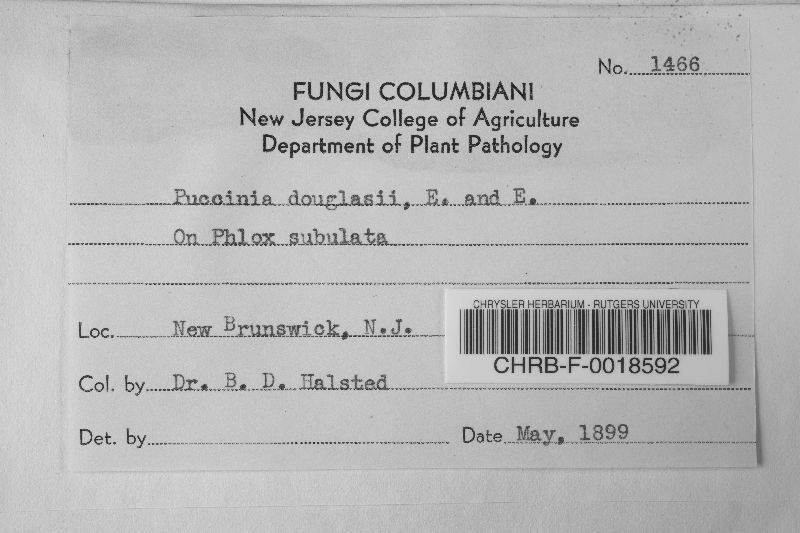 No. 1466
FUNGI COLUMBIANI
New Jersey College of Agriculture
Department of Plant Pathology
Puccinia douglasii, E. and E.
On Phlox subulata
Loc. New Brunswick, N.J.
CHRYSLER HERBARIUM - RUTGERS UNIVERSITY
CHRB-F-0018592
Col. by Dr. B. D. Halsted
Det. by
Date May, 1899